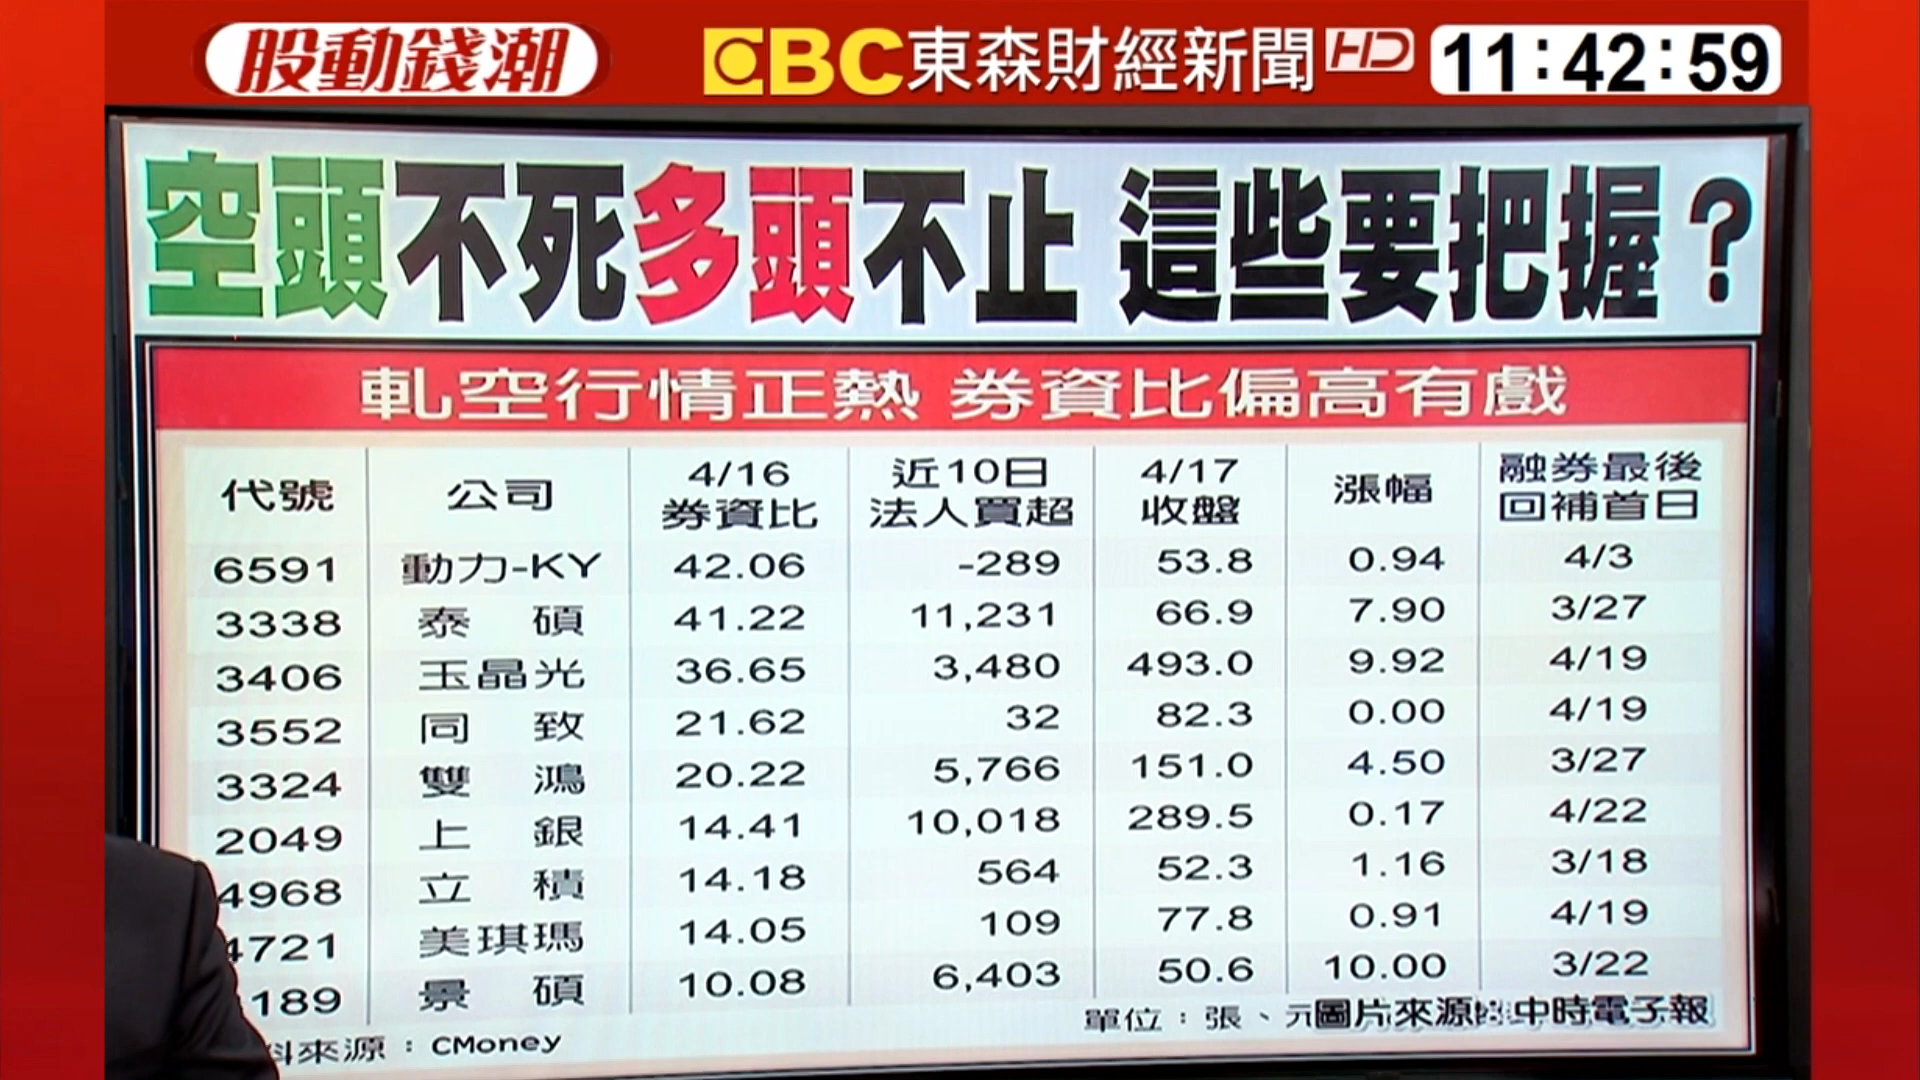 股動錢潮 EBC 東森財經新聞 HD 11:42:59
空頭不死多頭不止 這些要把握？
軋空行情正熱 券資比偏高有戲
代號 公司 4/16 券資比 近10日 法人買超 4/17 收盤 漲幅 融券最後 回補首日
6591 動力-KY 42.06 -289 53.8 0.94 4/3
3338 泰碩 41.22 11,231 66.9 7.90 3/27
3406 玉晶光 36.65 3,480 493.0 9.92 4/19
3552 同致 21.62 32 82.3 0.00 4/19
3324 雙鴻 20.22 5,766 151.0 4.50 3/27
2049 上銀 14.41 10,018 289.5 0.17 4/22
4968 立積 14.18 564 52.3 1.16 3/18
4721 美琪瑪 14.05 109 77.8 0.91 4/19
189 景碩 10.08 6,403 50.6 10.00 3/22
單位：張、元 圖片來源 中時電子報
料來源：CMoney